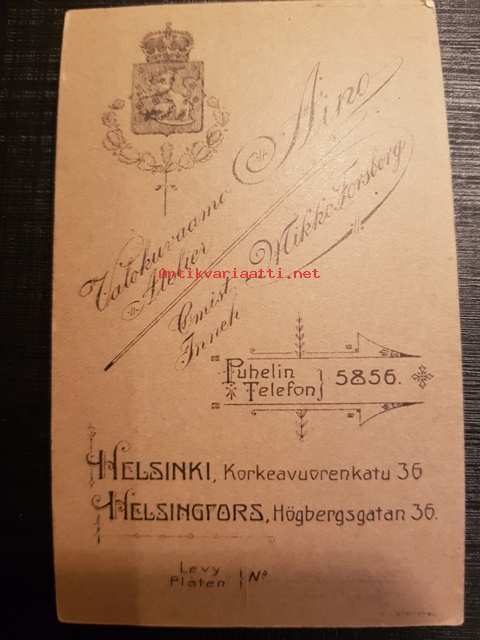 Valokuvaamo
Atelier
Aino
Omist.
Inneh
Mikko Forsberg
antikvariaatti.net
Puhelin
Telefon
5856.
HELSINKI, Korkeavuorenkatu 36
HELSINGFORS, Högbergsgatan 36.
Levy
Platen
No